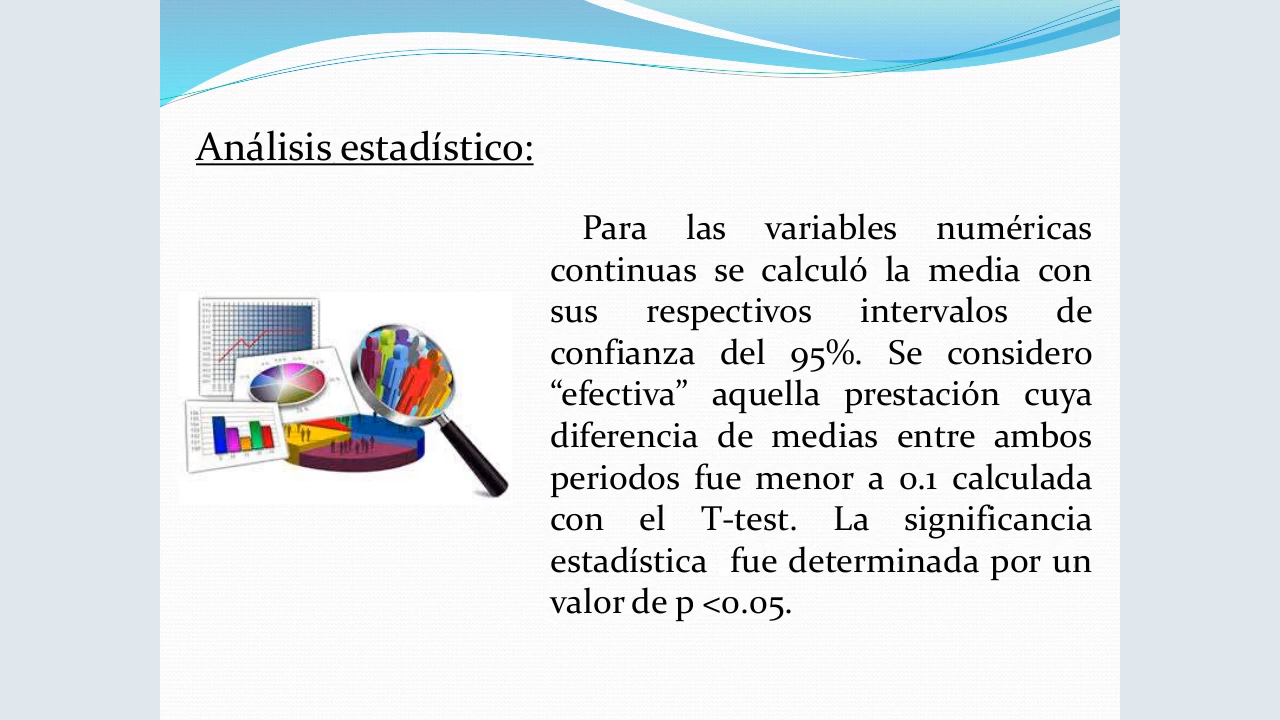 Análisis estadístico:
Para las variables numéricas
continuas se calculó la media con
sus respectivos intervalos de
confianza del 95%. Se considero
“efectiva” aquella prestación cuya
diferencia de medias entre ambos
periodos fue menor a 0.1 calculada
con el T-test. La significancia
estadística fue determinada por un
valor de p <0.05.